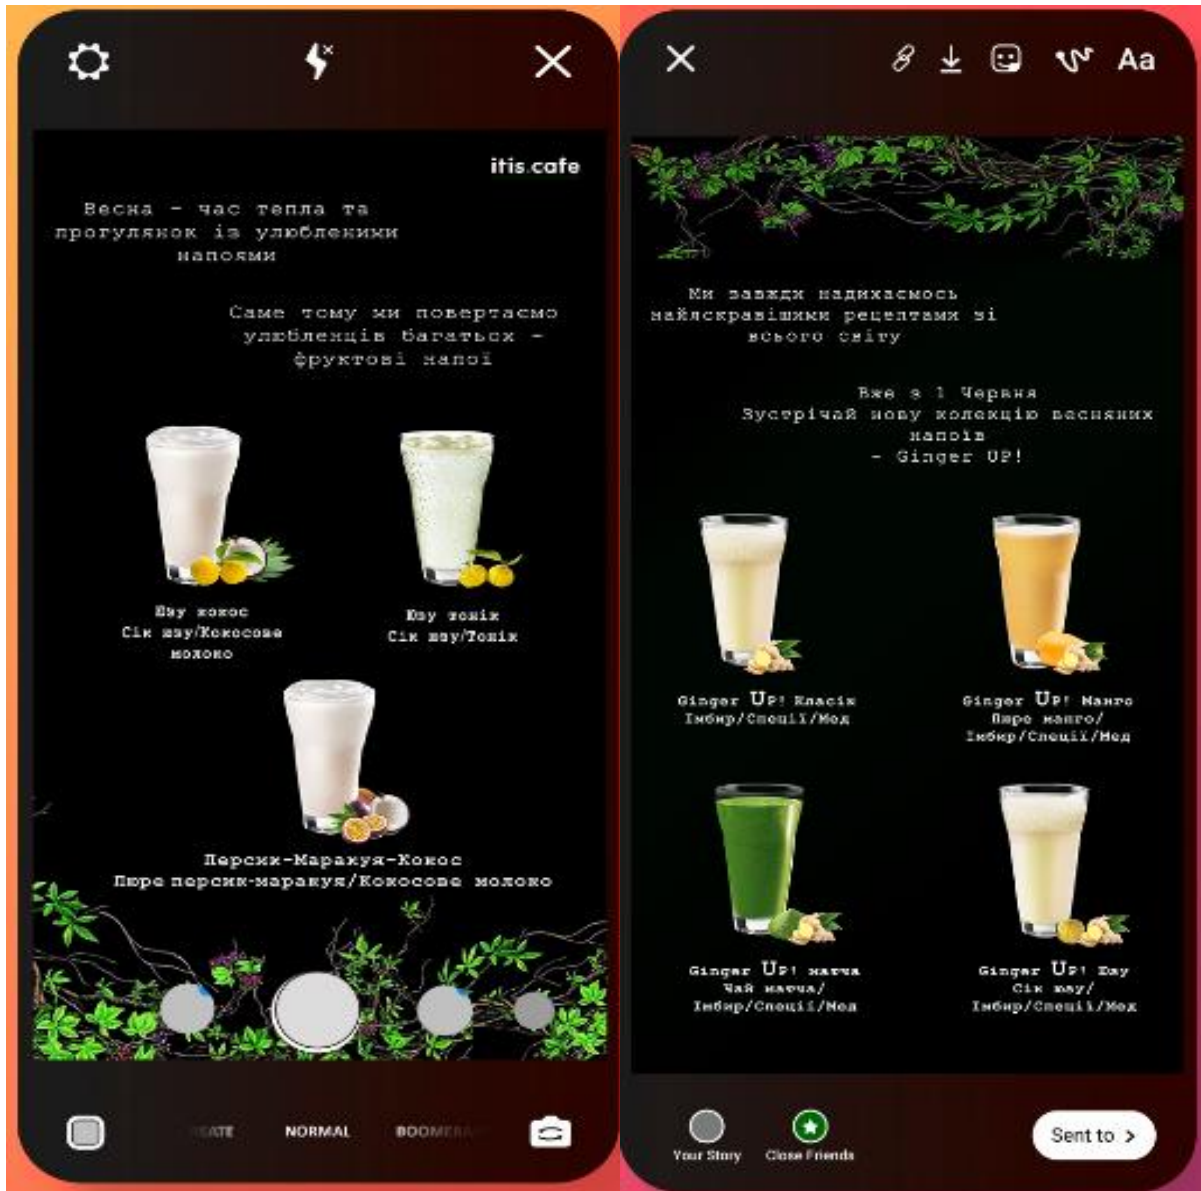 itis.cafe
Весна - час тепла та
прогулянок із улюбленими
напоями
Саме тому ми повертаємо
улюбленців багатьох -
фруктові напої
Юзу кокос
Сік юзу/Кокосове
молоко
Юзу тонік
Сік юзу/Тонік
Персик-Маракуя-Кокос
Пюре персик-маракуя/Кокосове молоко
NORMAL
Aa
Ми завжди надихаємось
найяскравішими рецептами зі
всього світу
Вже з 1 Червня
Зустрічай нову колекцію весняних
напоїв
- Ginger UP!
Ginger UP! Класік
Імбир/Спеції/Мед
Ginger UP! Манго
Пюре манго/
Імбир/Спеції/Мед
Ginger UP! матча
Чай матча/
Імбир/Спеції/Мед
Ginger UP! Юзу
Сік юзу/
Імбир/Спеції/Мед
Your Story
Close Friends
Sent to >